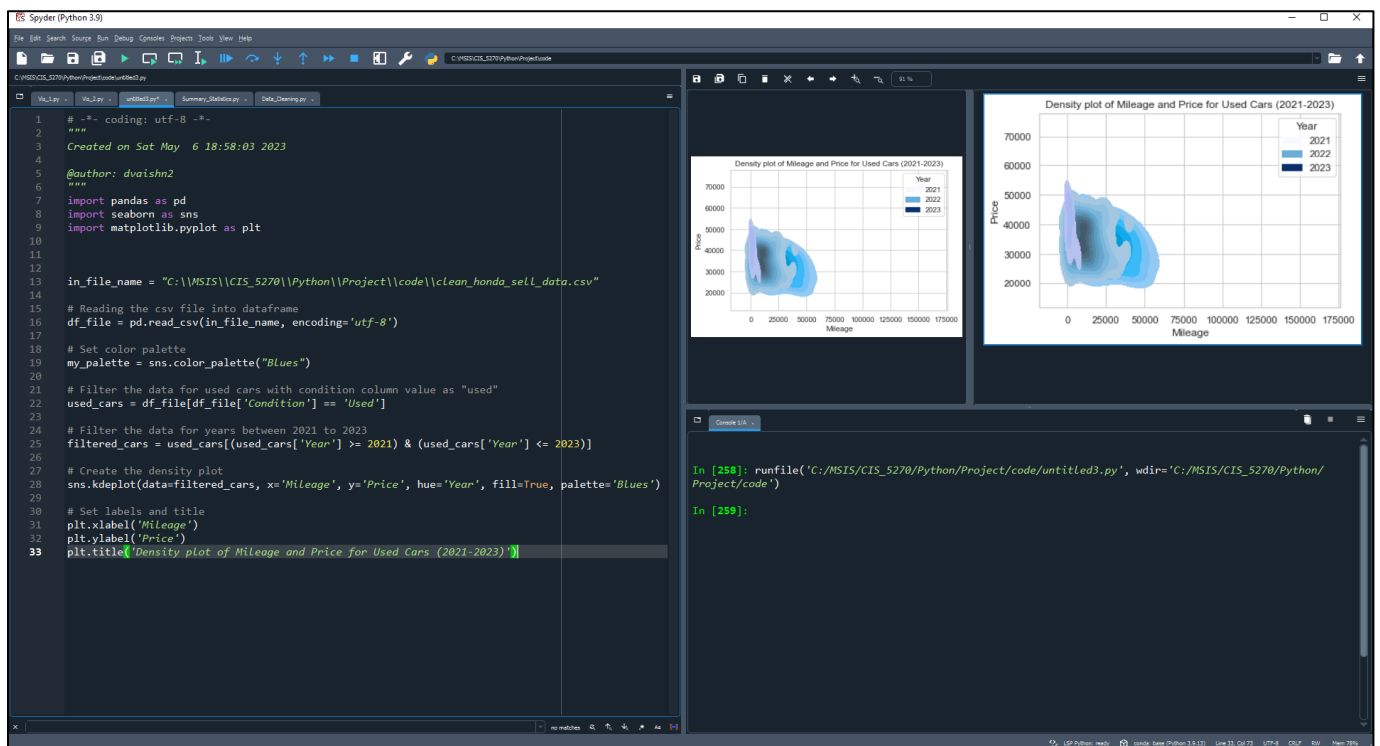 Spyder (Python 3.9)
File Edit Search Source Run Debug Consoles Projects Tools View Help
C:\MSIS\CIS_5270\Python\Project\code
C:\MSIS\CIS_5270\Python\Project\code\untitled3.py
Viz_1.py Viz_2.py untitled3.py* Summary_Statistics.py Data_Cleaning.py
1 # -*- coding: utf-8 -*-
2 """
3 Created on Sat May  6 18:58:03 2023
4
5 @author: dvaishn2
6 """
7 import pandas as pd
8 import seaborn as sns
9 import matplotlib.pyplot as plt
10
11
12
13 in_file_name = "C:\\MSIS\\CIS_5270\\Python\\Project\\code\\clean_honda_sell_data.csv"
14
15 # Reading the csv file into dataframe
16 df_file = pd.read_csv(in_file_name, encoding='utf-8')
17
18 # Set color palette
19 my_palette = sns.color_palette("Blues")
20
21 # Filter the data for used cars with condition column value as "used"
22 used_cars = df_file[df_file['Condition'] == 'Used']
23
24 # Filter the data for years between 2021 to 2023
25 filtered_cars = used_cars[(used_cars['Year'] >= 2021) & (used_cars['Year'] <= 2023)]
26
27 # Create the density plot
28 sns.kdeplot(data=filtered_cars, x='Mileage', y='Price', hue='Year', fill=True, palette='Blues')
29
30 # Set labels and title
31 plt.xlabel('Mileage')
32 plt.ylabel('Price')
33 plt.title('Density plot of Mileage and Price for Used Cars (2021-2023)')
no matches
Aa
91 %
Density plot of Mileage and Price for Used Cars (2021-2023)
Year
2021
2022
2023
70000
60000
50000
40000
30000
20000
Price
0 25000 50000 75000 100000 125000 150000 175000
Mileage
Density plot of Mileage and Price for Used Cars (2021-2023)
Year
2021
2022
2023
70000
60000
50000
40000
30000
20000
Price
0 25000 50000 75000 100000 125000 150000 175000
Mileage
Console 1/A
In [258]: runfile('C:/MSIS/CIS_5270/Python/Project/code/untitled3.py', wdir='C:/MSIS/CIS_5270/Python/
Project/code')
In [259]:
LSP Python: ready conda: base (Python 3.9.13) Line 33, Col 73 UTF-8 CRLF RW Mem 78%